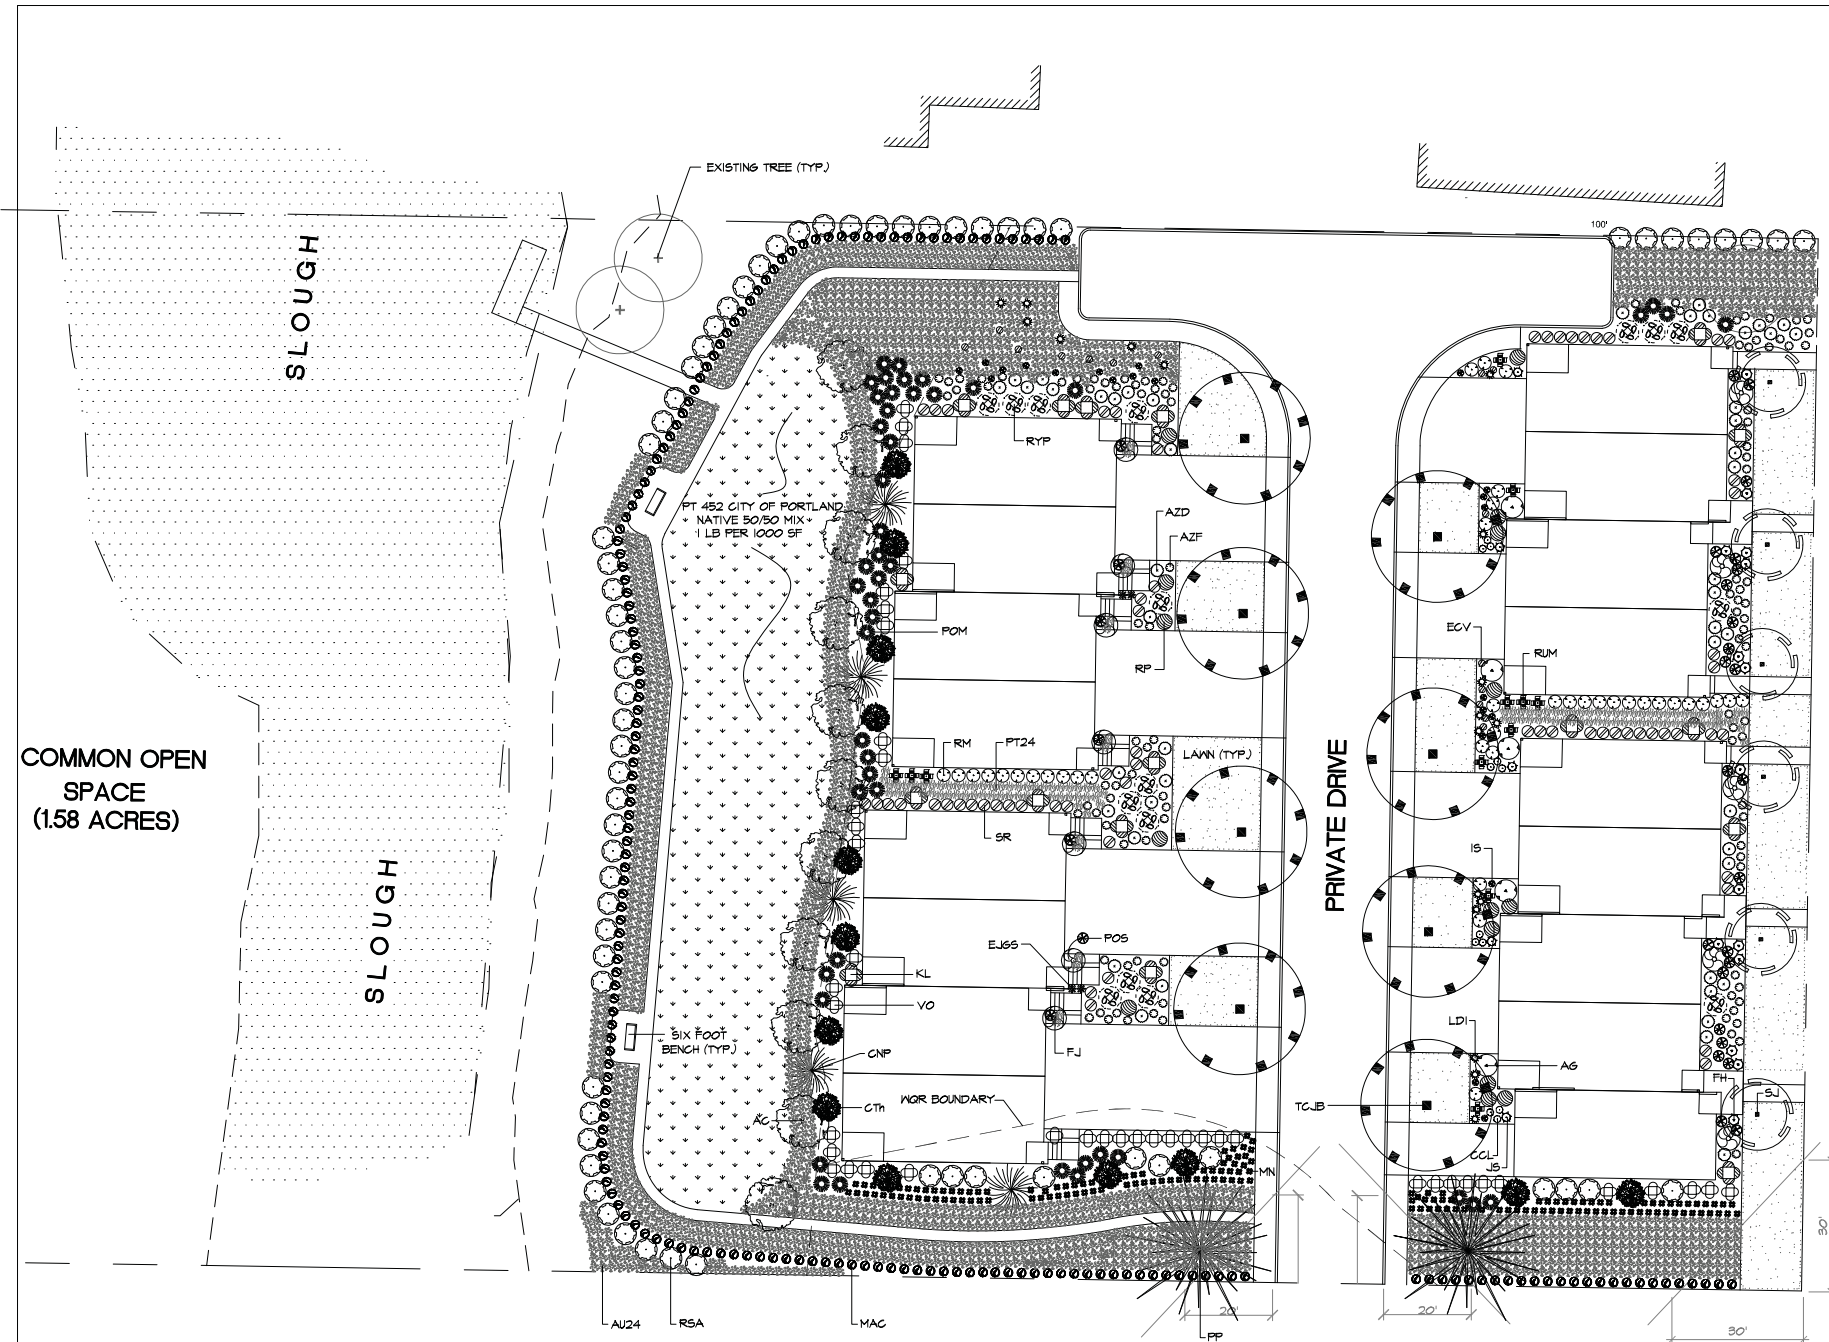 EXISTING TREE (TYP.)
100'
SLOUGH
RYP
PT 452 CITY OF PORTLAND
NATIVE 50/50 MIX
1 LB PER 1000 SF
AZD
AZF
POM
RP
ECV
RUM
RM
PT24
LAWN (TYP.)
COMMON OPEN
SPACE
(1.58 ACRES)
PRIVATE DRIVE
SR
IS
SLOUGH
EJGS
POS
KL
VO
SIX FOOT
BENCH (TYP.)
CNP
FJ
LDI
AG
FH
SJ
WQR BOUNDARY
CTh
AC
TCJB
CCL
JS
MN
20'
20'
30'
30'
AU24
RSA
MAC
PP